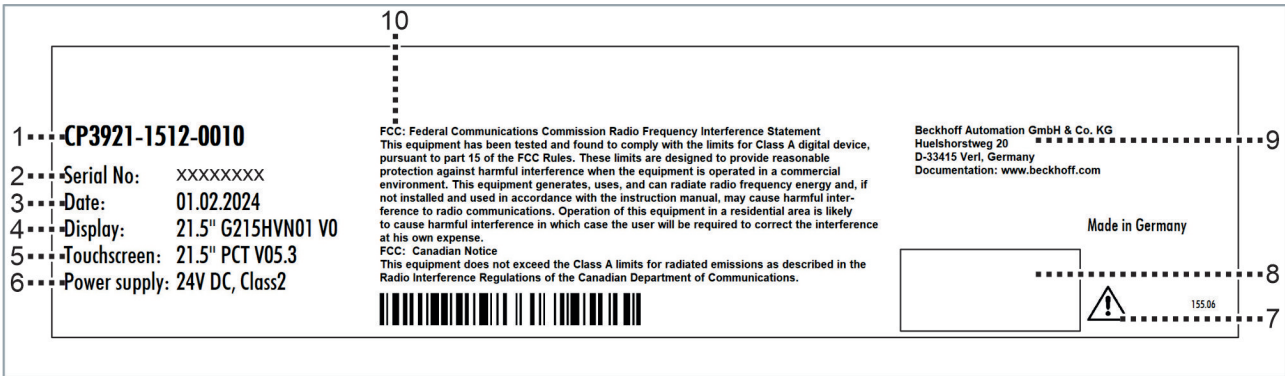 10
1 CP3921-1512-0010
2 Serial No: XXXXXXXX
3 Date: 01.02.2024
4 Display: 21.5" G215HVN01 V0
5 Touchscreen: 21.5" PCT V05.3
6 Power supply: 24V DC, Class2
FCC: Federal Communications Commission Radio Frequency Interference Statement
This equipment has been tested and found to comply with the limits for Class A digital device,
pursuant to part 15 of the FCC Rules. These limits are designed to provide reasonable
protection against harmful interference when the equipment is operated in a commercial
environment. This equipment generates, uses, and can radiate radio frequency energy and, if
not installed and used in accordance with the instruction manual, may cause harmful inter-
ference to radio communications. Operation of this equipment in a residential area is likely
to cause harmful interference in which case the user will be required to correct the interference
at his own expense.
FCC: Canadian Notice
This equipment does not exceed the Class A limits for radiated emissions as described in the
Radio Interference Regulations of the Canadian Department of Communications.
Beckhoff Automation GmbH & Co. KG
Huelshorstweg 20 9
D-33415 Verl, Germany
Documentation: www.beckhoff.com
Made in Germany
8
155.06
7